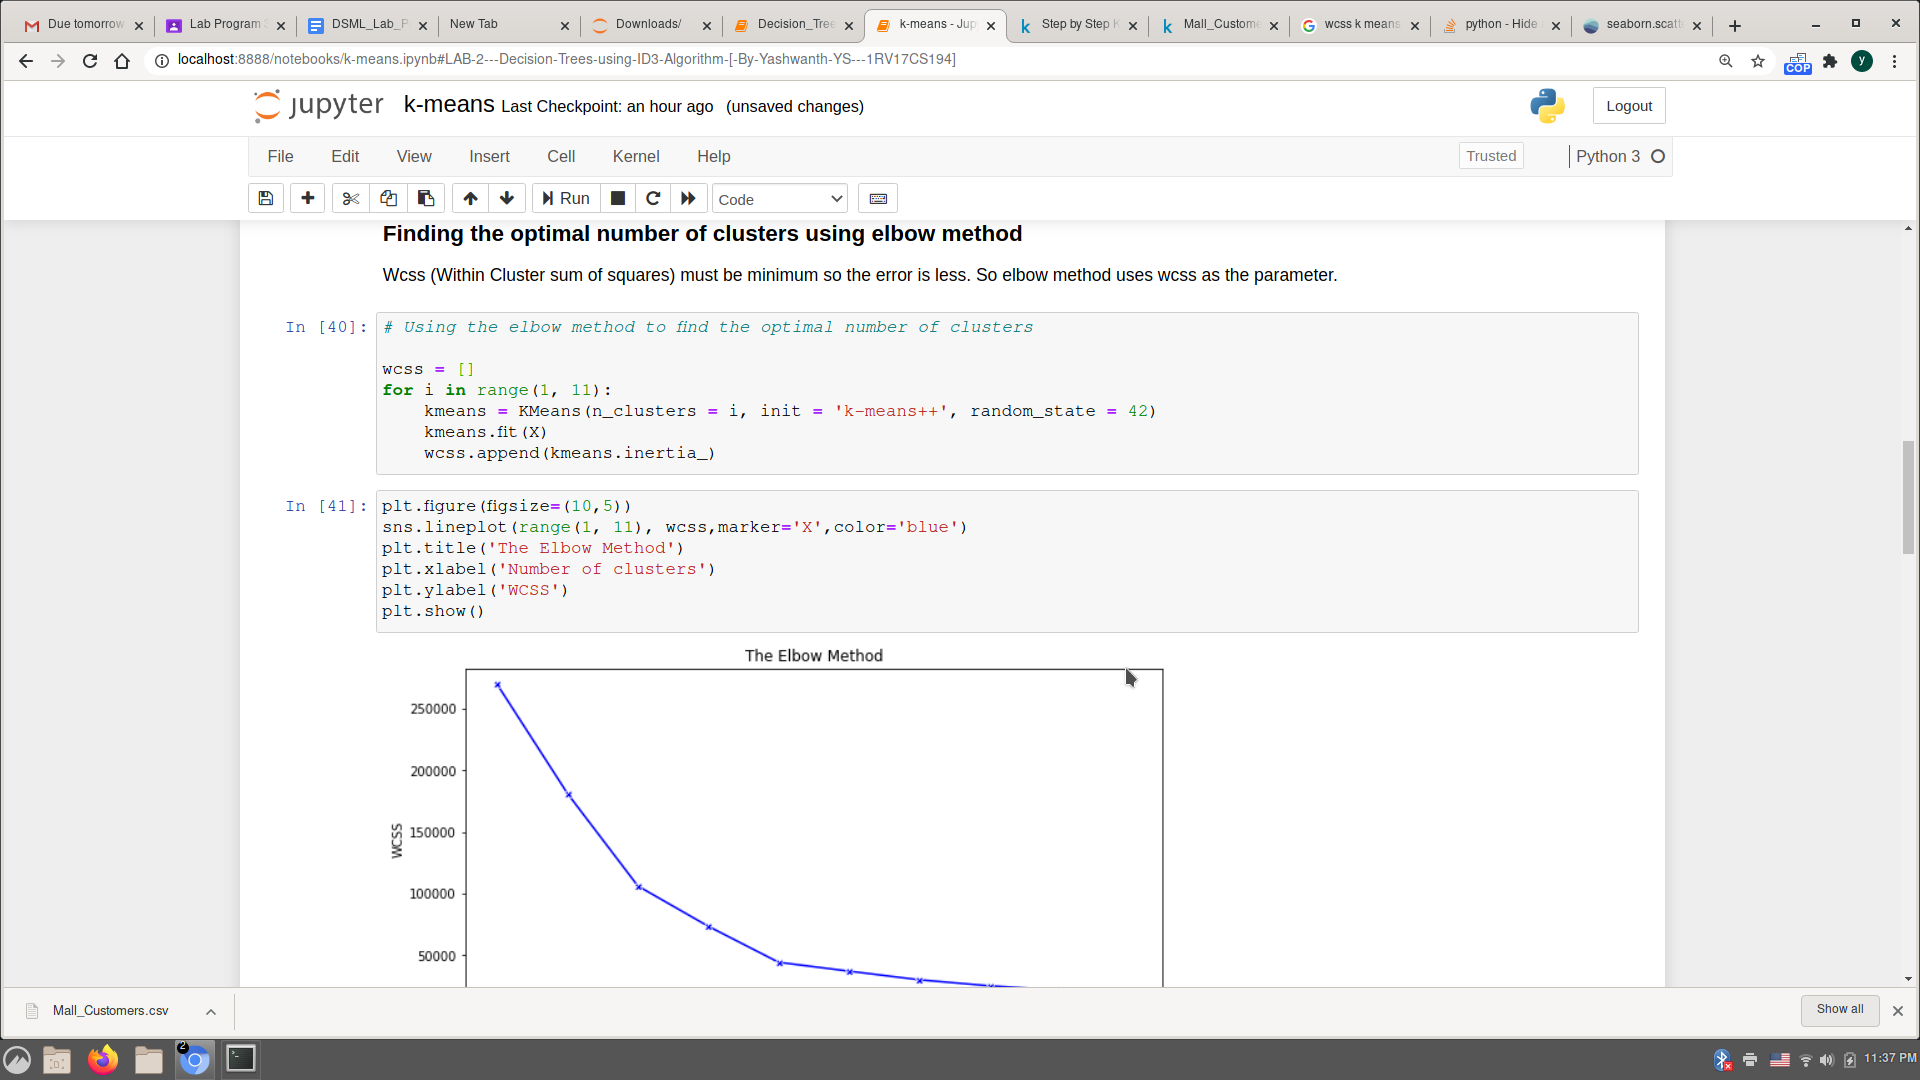 Due tomorrow
Lab Program
DSML_Lab_P
New Tab
Downloads/
Decision_Tree
k-means - Jup
Step by Step K
Mall_Custome
wcss k means
python - Hide
seaborn.scatt
localhost:8888/notebooks/k-means.ipynb#LAB-2---Decision-Trees-using-ID3-Algorithm-[-By-Yashwanth-YS---1RV17CS194]
COP
y
jupyter k-means Last Checkpoint: an hour ago (unsaved changes)
Logout
File Edit View Insert Cell Kernel Help
Trusted
Python 3
Run
Code
Finding the optimal number of clusters using elbow method
Wcss (Within Cluster sum of squares) must be minimum so the error is less. So elbow method uses wcss as the parameter.
In [40]:
# Using the elbow method to find the optimal number of clusters
wcss = []
for i in range(1, 11):
    kmeans = KMeans(n_clusters = i, init = 'k-means++', random_state = 42)
    kmeans.fit(X)
    wcss.append(kmeans.inertia_)
In [41]:
plt.figure(figsize=(10,5))
sns.lineplot(range(1, 11), wcss,marker='X',color='blue')
plt.title('The Elbow Method')
plt.xlabel('Number of clusters')
plt.ylabel('WCSS')
plt.show()
The Elbow Method
250000
200000
150000
100000
50000
WCSS
Mall_Customers.csv
Show all
2
11:37 PM